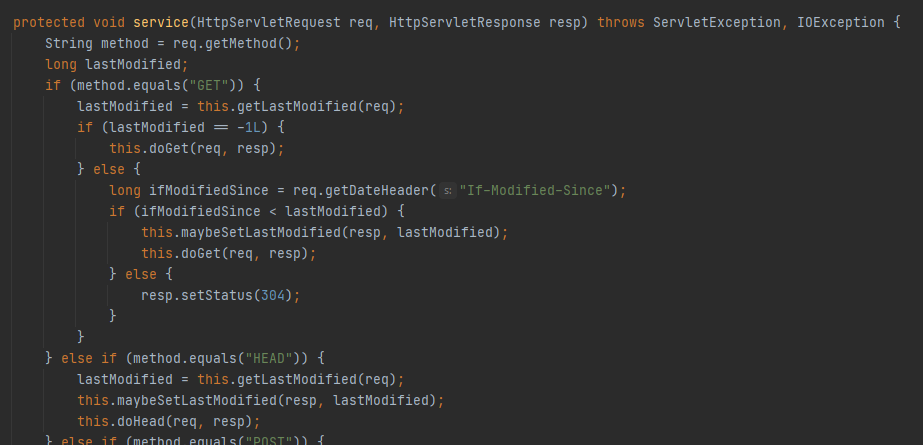 protected void service(HttpServletRequest req, HttpServletResponse resp) throws ServletException, IOException {
    String method = req.getMethod();
    long lastModified;
    if (method.equals("GET")) {
        lastModified = this.getLastModified(req);
        if (lastModified == -1L) {
            this.doGet(req, resp);
        } else {
            long ifModifiedSince = req.getDateHeader( s: "If-Modified-Since");
            if (ifModifiedSince < lastModified) {
                this.maybeSetLastModified(resp, lastModified);
                this.doGet(req, resp);
            } else {
                resp.setStatus(304);
            }
        }
    } else if (method.equals("HEAD")) {
        lastModified = this.getLastModified(req);
        this.maybeSetLastModified(resp, lastModified);
        this.doHead(req, resp);
    } else if (method.equals("POST")) {